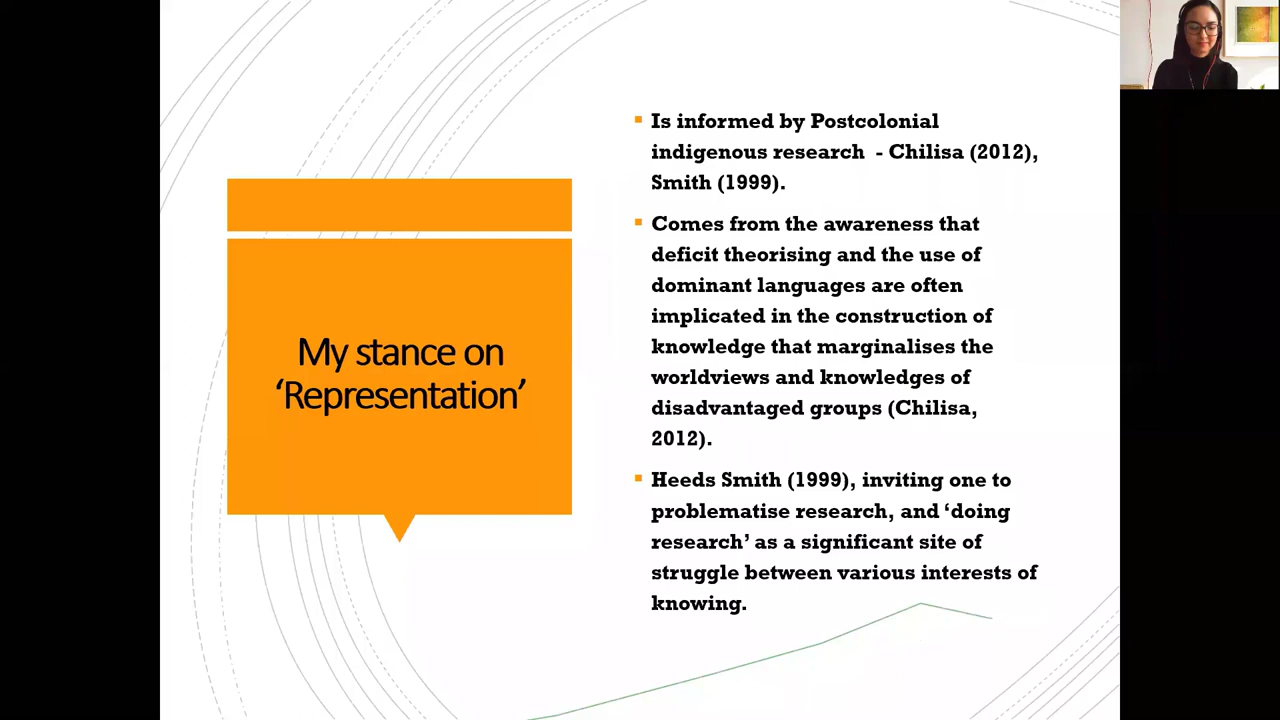 My stance on
‘Representation’
Is informed by Postcolonial
indigenous research - Chilisa (2012),
Smith (1999).
Comes from the awareness that
deficit theorising and the use of
dominant languages are often
implicated in the construction of
knowledge that marginalises the
worldviews and knowledges of
disadvantaged groups (Chilisa,
2012).
Heeds Smith (1999), inviting one to
problematise research, and ‘doing
research’ as a significant site of
struggle between various interests of
knowing.